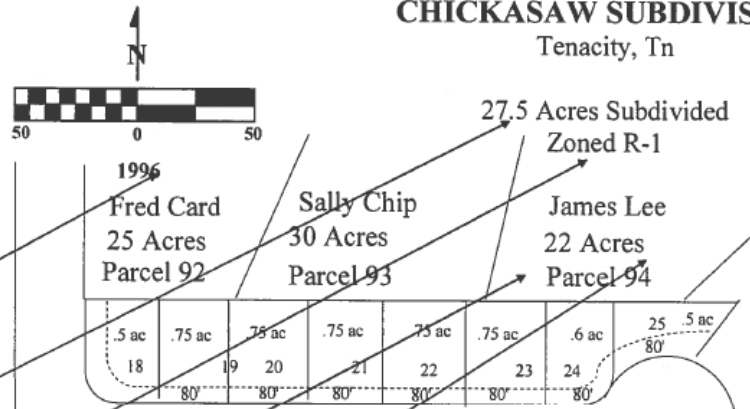 CHICKASAW SUBDIVIS
Tenacity, Tn
N
50 0 50
27.5 Acres Subdivided
Zoned R-1
1996
Fred Card
25 Acres
Parcel 92
Sally Chip
30 Acres
Parcel 93
James Lee
22 Acres
Parcel 94
.5 ac .75 ac .75 ac .75 ac .75 ac .75 ac .6 ac 25 .5 ac
80'
18 19 20 21 22 23 24
80' 80' 80' 80' 80' 80'